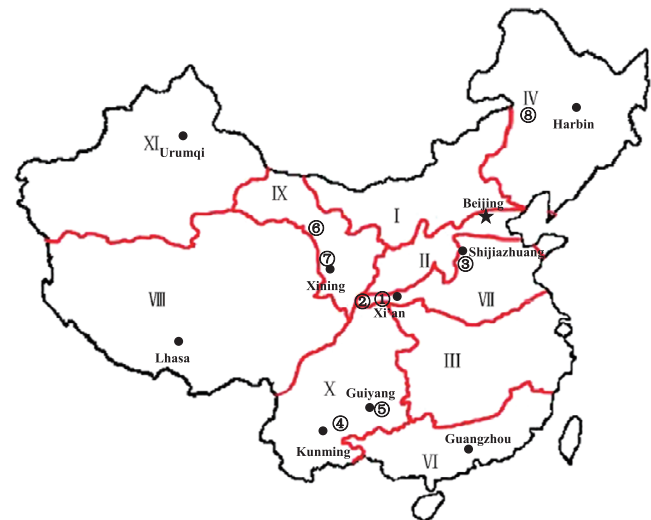 Ⅳ
⑧
Harbin
Ⅺ
Urumqi
Ⅸ
Beijing
Ⅰ
⑥
Ⅱ
Shijiazhuang
⑦
③
Xining
Ⅷ
②
①
Xi'an
Ⅶ
Lhasa
Ⅲ
Ⅹ
Guiyang
⑤
④
Kunming
Guangzhou
Ⅵ